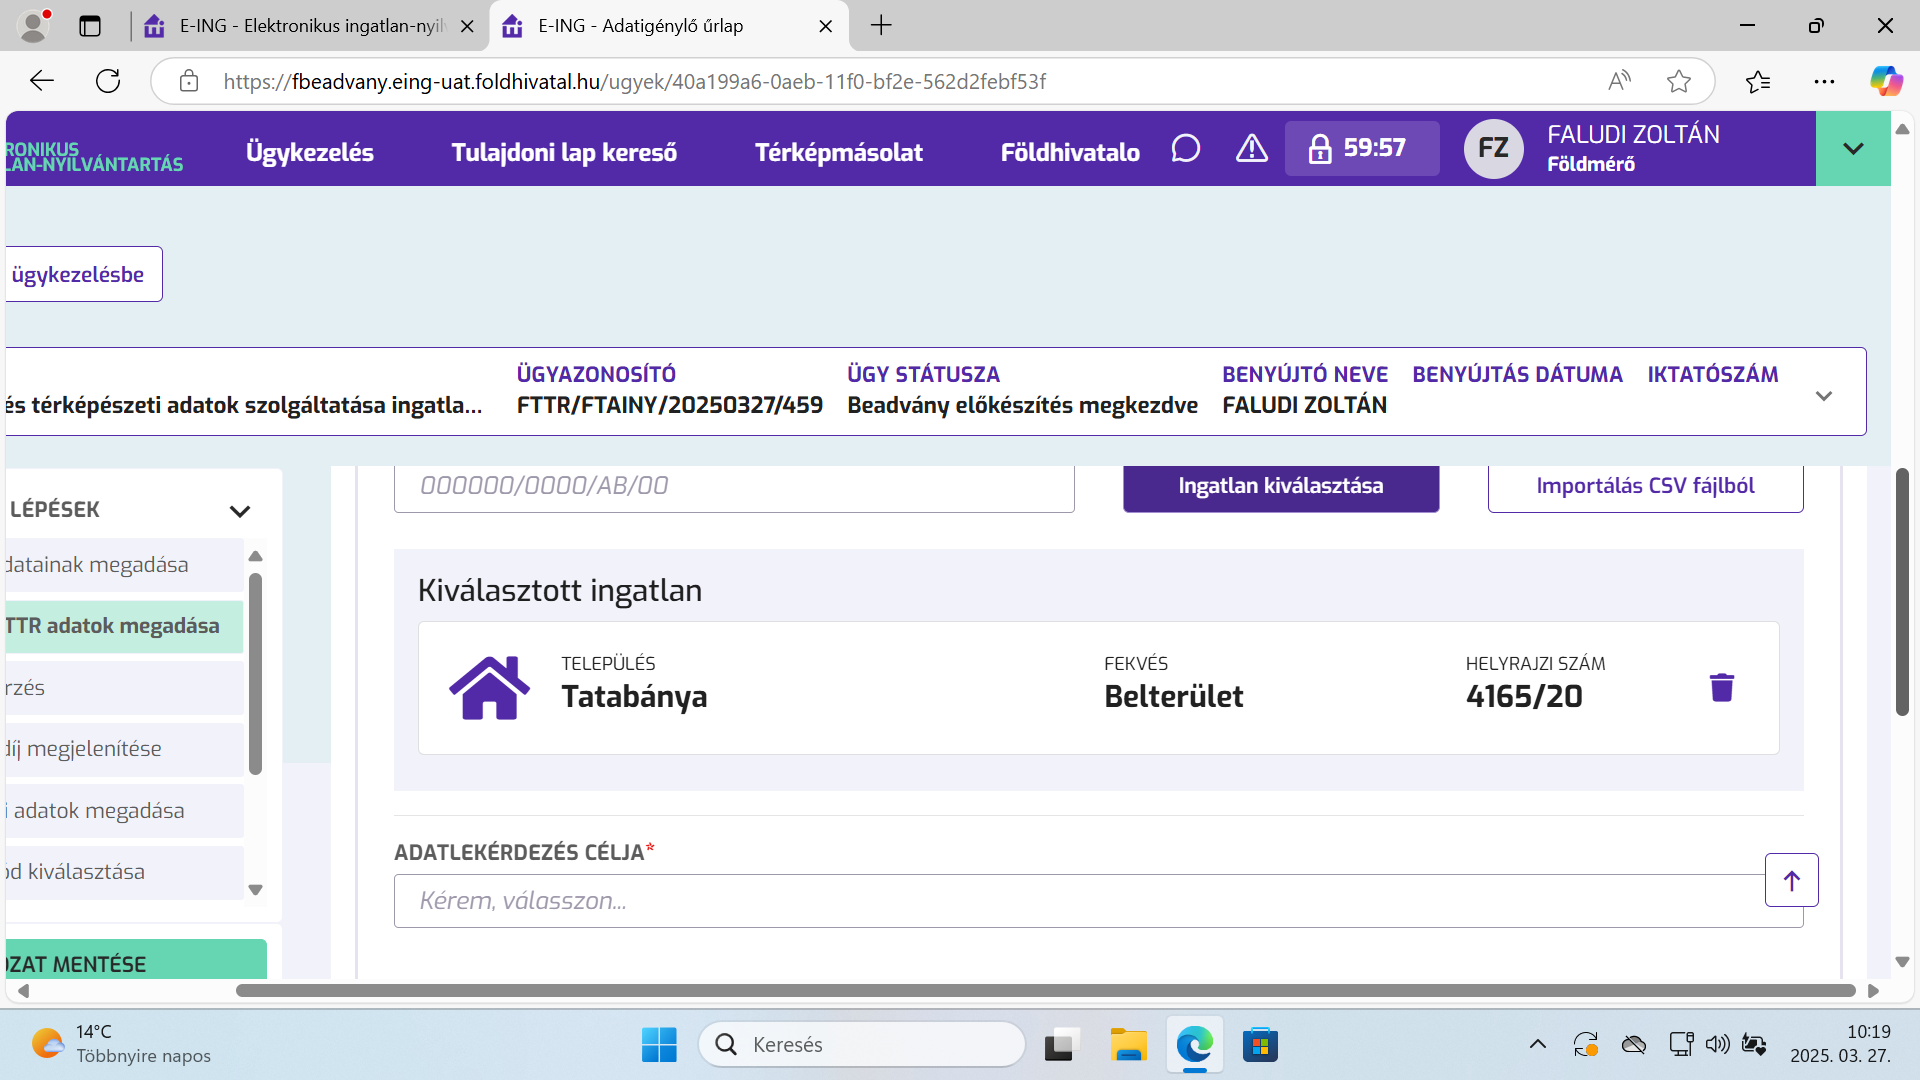 E-ING - Elektronikus ingatlan-nyil
E-ING - Adatigénylő űrlap
https://fbeadvany.eing-uat.foldhivatal.hu/ugyek/40a199a6-0aeb-11f0-bf2e-562d2febf53f
RONIKUS
LAN-NYILVÁNTARTÁS
Ügykezelés
Tulajdoni lap kereső
Térképmásolat
Földhivatalo
59:57
FZ
FALUDI ZOLTÁN
Földmérő
ügykezelésbe
és térképészeti adatok szolgáltatása ingatla...
ÜGYAZONOSÍTÓ
FTTR/FTAINY/20250327/459
ÜGY STÁTUSZA
Beadvány előkészítés megkezdve
BENYÚJTÓ NEVE
FALUDI ZOLTÁN
BENYÚJTÁS DÁTUMA
IKTATÓSZÁM
LÉPÉSEK
datainak megadása
TTR adatok megadása
rzés
díj megjelenítése
i adatok megadása
ód kiválasztása
OZAT MENTÉSE
000000/0000/AB/00
Ingatlan kiválasztása
Importálás CSV fájlból
Kiválasztott ingatlan
TELEPÜLÉS
Tatabánya
FEKVÉS
Belterület
HELYRAJZI SZÁM
4165/20
ADATLEKÉRDEZÉS CÉLJA*
Kérem, válasszon...
14°C
Többnyire napos
Keresés
10:19
2025. 03. 27.